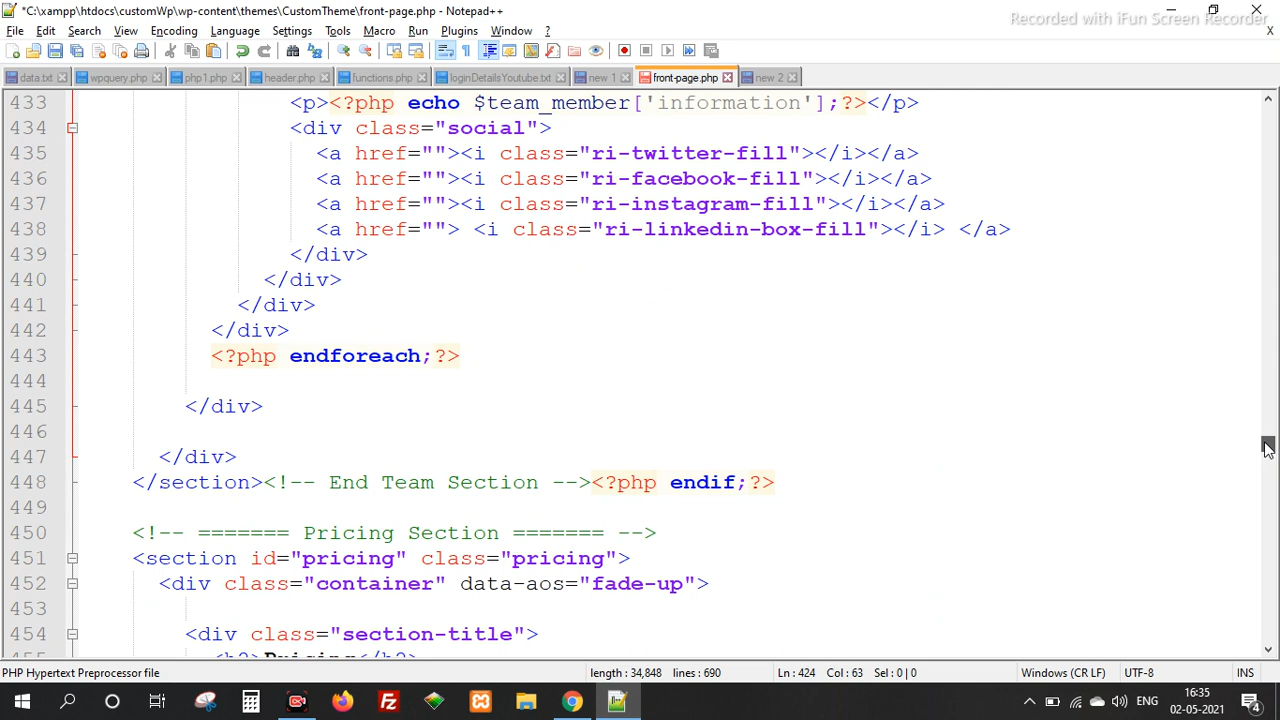 *C:\xampp\htdocs\customWp\wp-content\themes\CustomTheme\front-page.php - Notepad++
Recorded with iFun Screen Recorder
File Edit Search View Encoding Language Settings Tools Macro Run Plugins Window ? X
data.txt wpquery.php php1.php header.php functions.php loginDetailsYoutube.txt new 1 front-page.php new 2
433 <p><?php echo $team_member['information'];?></p>
434 <div class="social">
435 <a href=""><i class="ri-twitter-fill"></i></a>
436 <a href=""><i class="ri-facebook-fill"></i></a>
437 <a href=""><i class="ri-instagram-fill"></i></a>
438 <a href=""> <i class="ri-linkedin-box-fill"></i> </a>
439 </div>
440 </div>
441 </div>
442 </div>
443 <?php endforeach;?>
444
445 </div>
446
447 </div>
448 </section><!-- End Team Section --><?php endif;?>
449
450 <!-- ======= Pricing Section ======= -->
451 <section id="pricing" class="pricing">
452 <div class="container" data-aos="fade-up">
453
454 <div class="section-title">
455 <h2>Pricing</h2>
PHP Hypertext Preprocessor file length : 34,848 lines : 690 Ln : 424 Col : 63 Sel : 0 | 0 Windows (CR LF) UTF-8 INS
ENG 16:35
02-05-2021 4